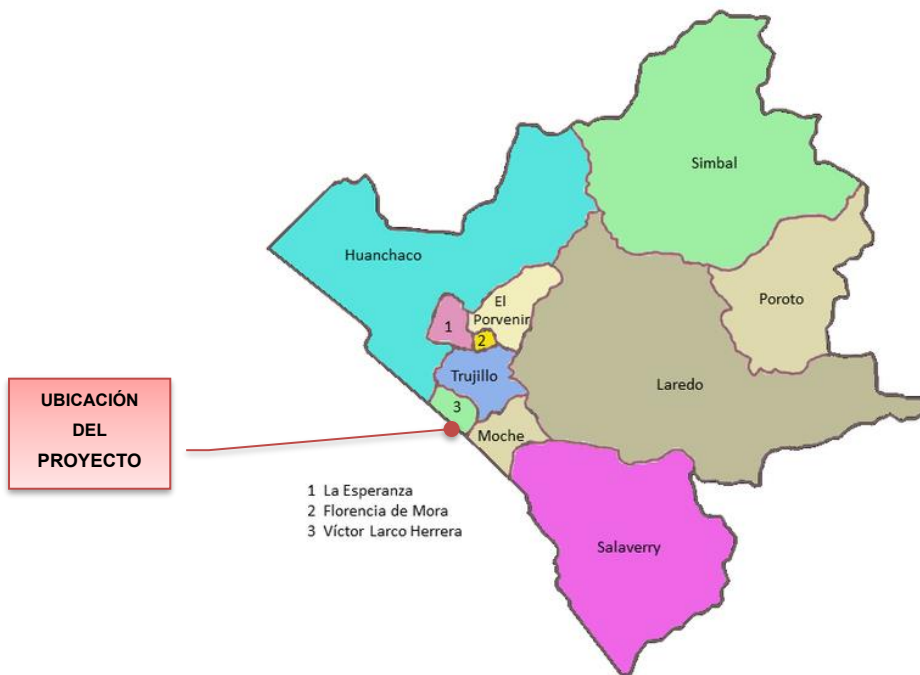 Simbal
Huanchaco
Poroto
El
Porvenir
1
2
Trujillo
Laredo
3
Moche
UBICACIÓN
DEL
PROYECTO
1 La Esperanza
2 Florencia de Mora
3 Víctor Larco Herrera
Salaverry